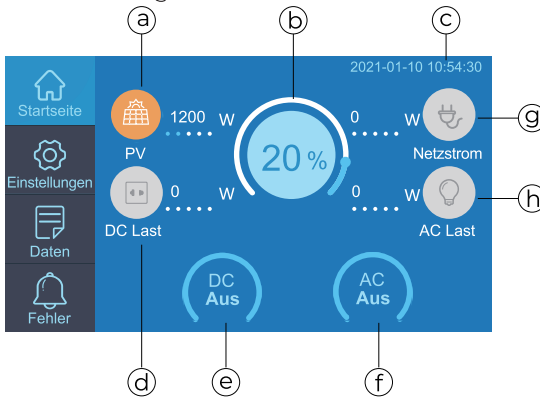 a
b
c
2021-01-10 10:54:30
Startseite
1200 W
PV
0 W
Netzstrom
g
Einstellungen
20 %
0 W
DC Last
0 W
AC Last
h
Daten
DC
Aus
AC
Aus
Fehler
d
e
f